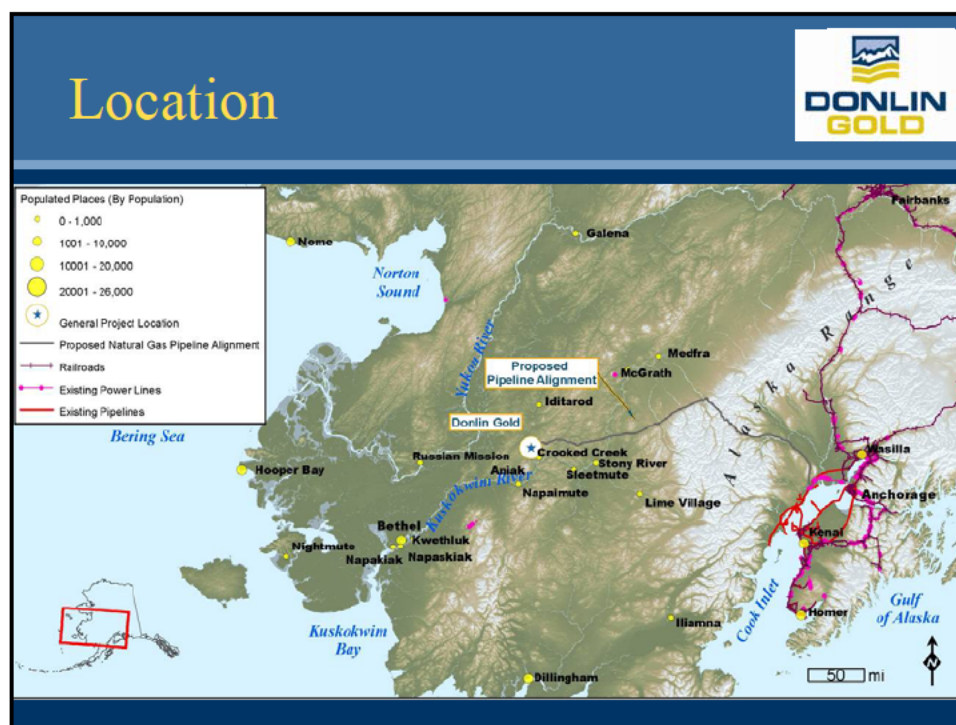 Location
DONLIN
GOLD
Populated Places (By Population)
0 - 1,000
1001 - 10,000
10001 - 20,000
20001 - 26,000
General Project Location
Proposed Natural Gas Pipeline Alignment
Railroads
Existing Power Lines
Existing Pipelines
Fairbanks
Galena
Nome
Norton
Sound
Yukon River
Alaska Range
Medfra
McGrath
Proposed
Pipeline Alignment
Iditarod
Donlin Gold
Bering Sea
Hooper Bay
Russian Mission
Crooked Creek
Aniak
Stony River
Sleetmute
Wasilla
Kuskokwim River
Napaimute
Lime Village
Anchorage
Bethel
Kwethluk
Nightmute
Napakiak
Napaskiak
Kenai
Cook Inlet
Gulf
of Alaska
Homer
Iliamna
Kuskokwim
Bay
Dillingham
50 mi
N